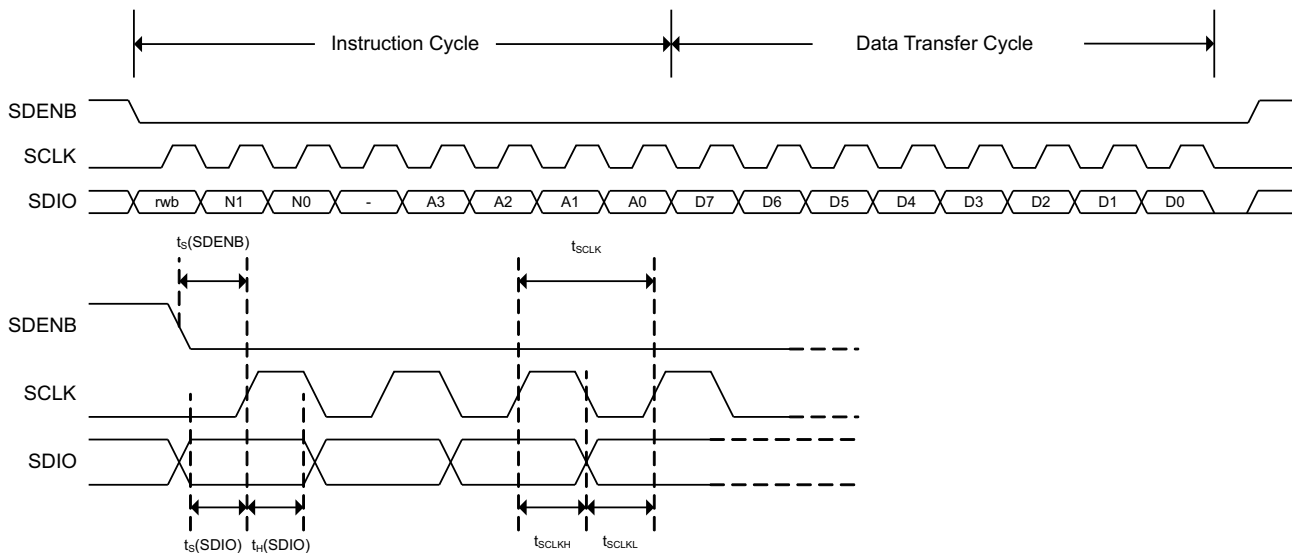 Instruction Cycle Data Transfer Cycle
SDENB
SCLK
SDIO rwb N1 N0 - A3 A2 A1 A0 D7 D6 D5 D4 D3 D2 D1 D0
tS(SDENB) tSCLK
SDENB
SCLK
SDIO
tS(SDIO) tH(SDIO) tSCLKH tSCLKL